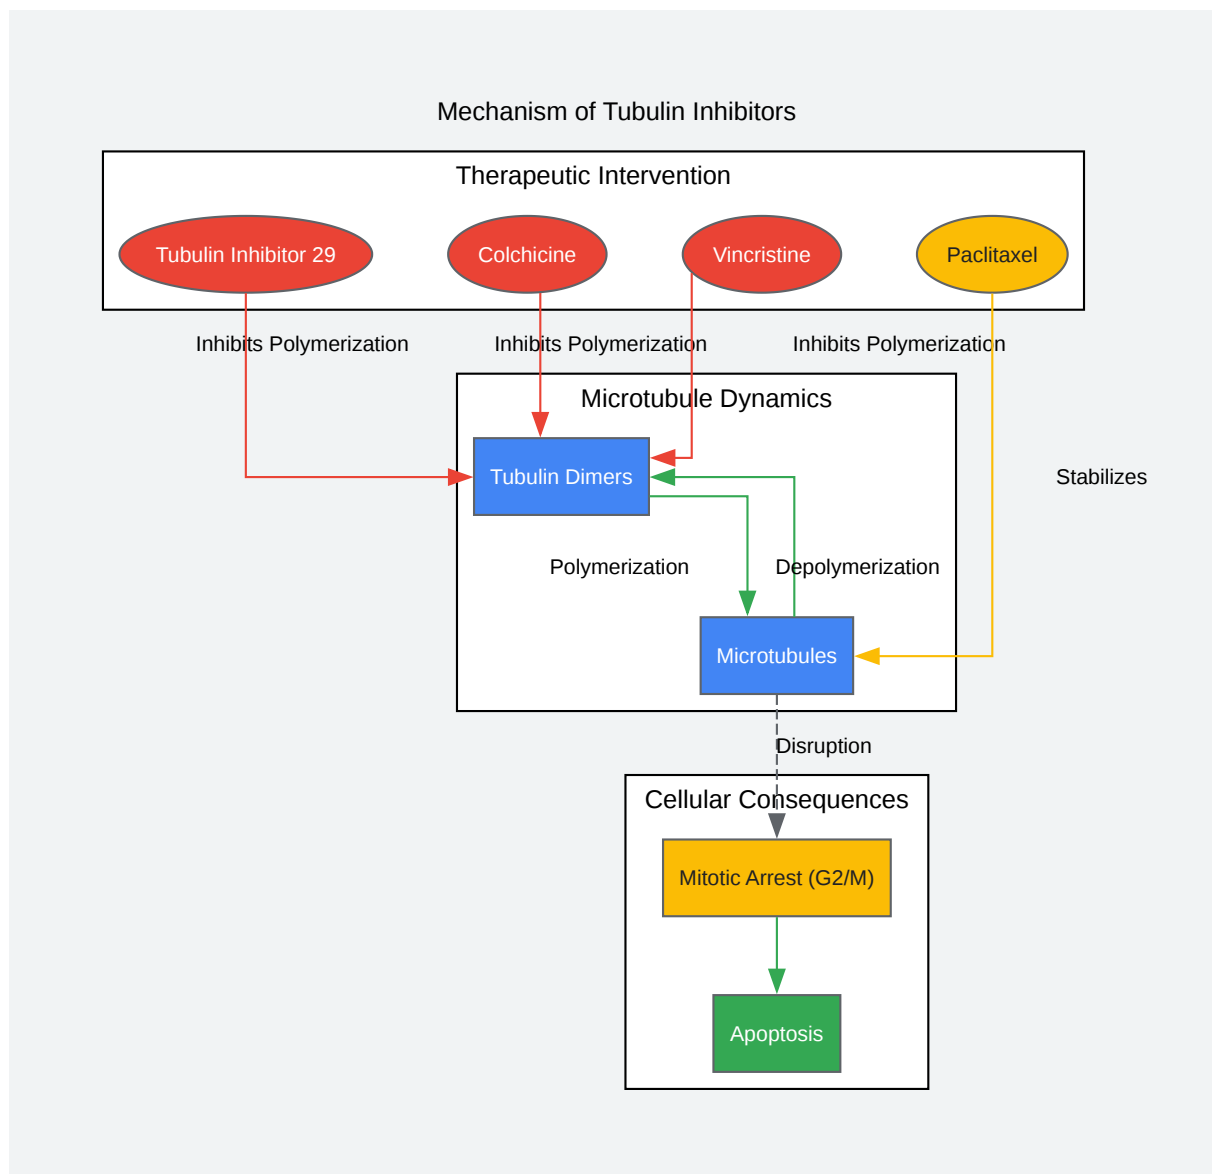 Mechanism of Tubulin Inhibitors
Therapeutic Intervention
Tubulin Inhibitor 29
Colchicine
Vincristine
Paclitaxel
Inhibits Polymerization
Inhibits Polymerization
Inhibits Polymerization
Microtubule Dynamics
Tubulin Dimers
Stabilizes
Polymerization
Depolymerization
Microtubules
Disruption
Cellular Consequences
Mitotic Arrest (G2/M)
Apoptosis